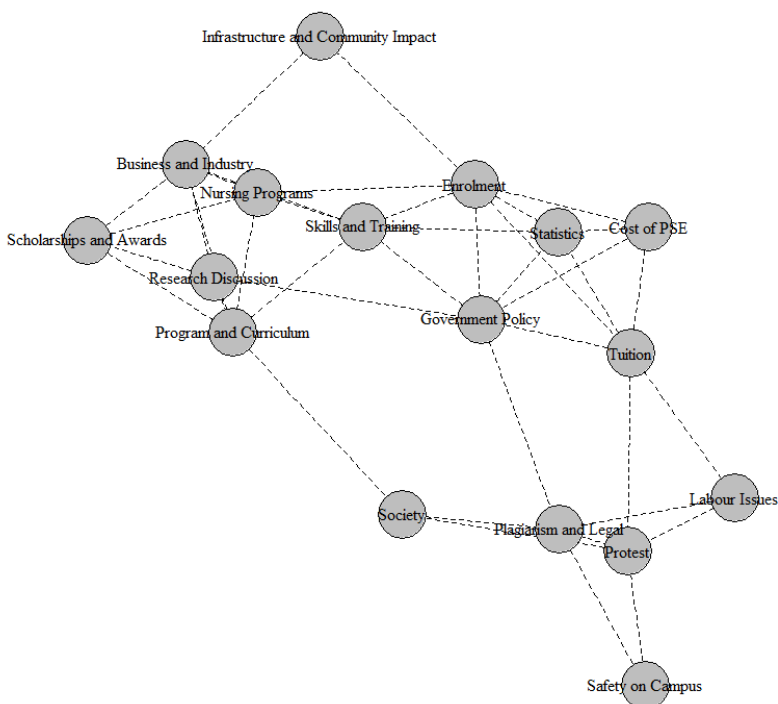 Infrastructure and Community Impact
Business and Industry
Nursing Programs
Enrolment
Scholarships and Awards
Skills and Training
Statistics
Cost of PSE
Research Discussion
Program and Curriculum
Government Policy
Tuition
Labour Issues
Society
Plagiarism and Legal
Protest
Safety on Campus